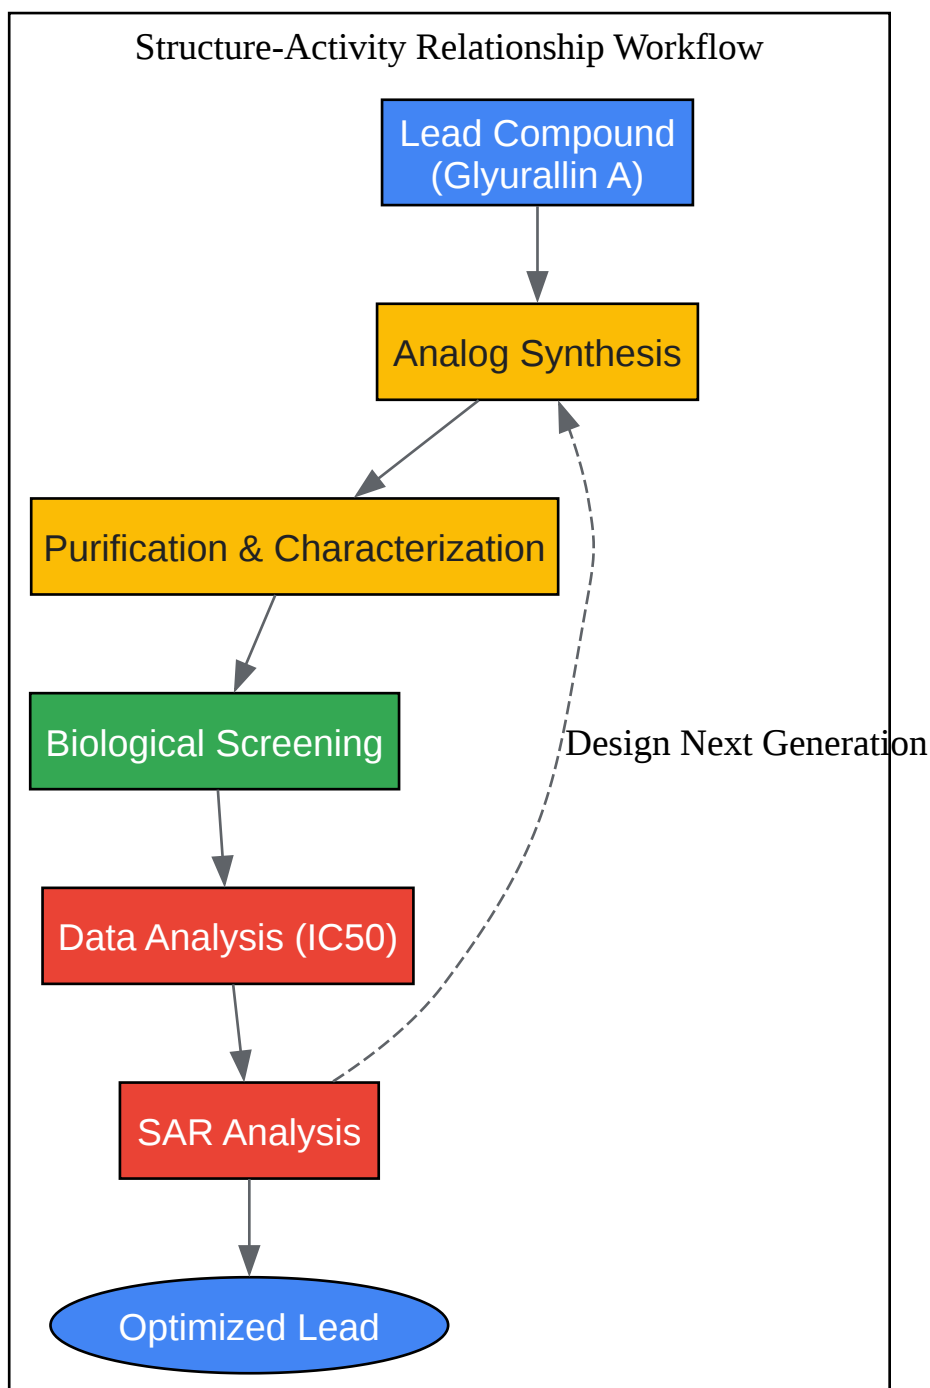 Structure-Activity Relationship Workflow
Lead Compound
(Glyurallin A)
Analog Synthesis
Purification & Characterization
Biological Screening
Design Next Generation
Data Analysis (IC50)
SAR Analysis
Optimized Lead